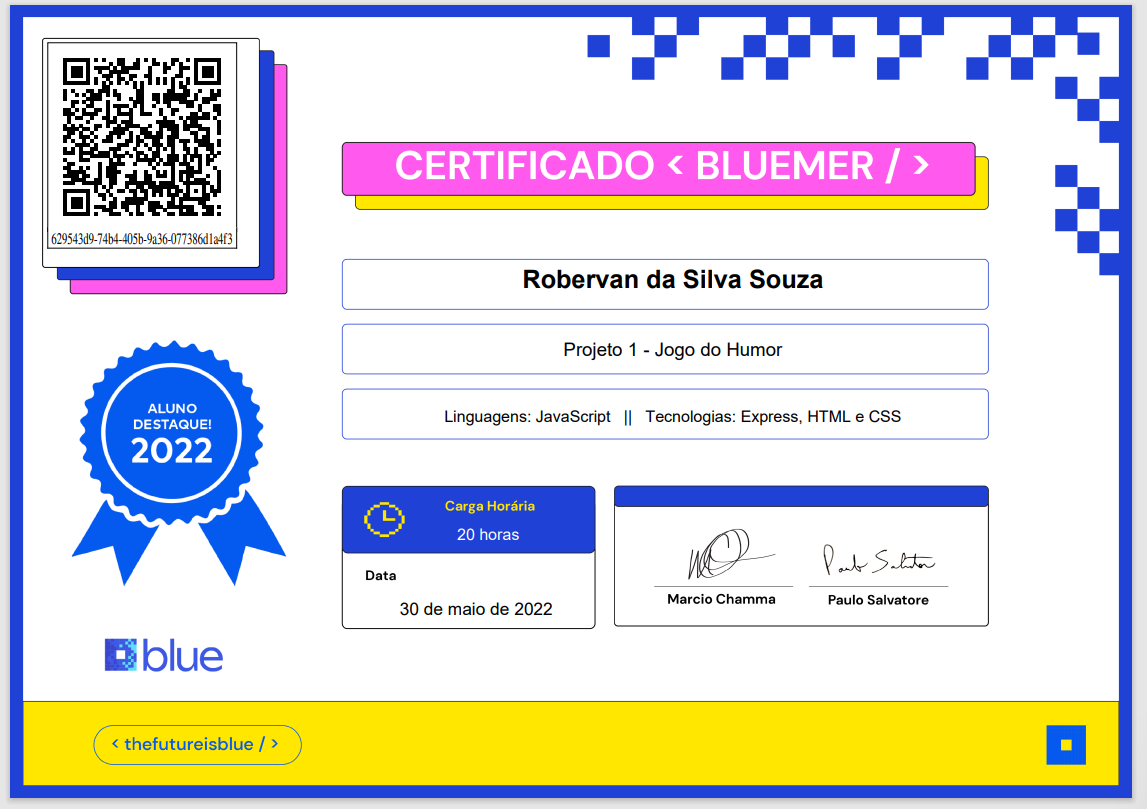 629543d9-74b4-405b-9a36-077386d1a4f3
CERTIFICADO < BLUEMER / >
Robervan da Silva Souza
Projeto 1 - Jogo do Humor
Linguagens: JavaScript || Tecnologias: Express, HTML e CSS
ALUNO
DESTAQUE!
2022
Carga Horária
20 horas
Data
30 de maio de 2022
Paulo Salvatore
Marcio Chamma
Paulo Salvatore
blue
< thefutureisblue / >